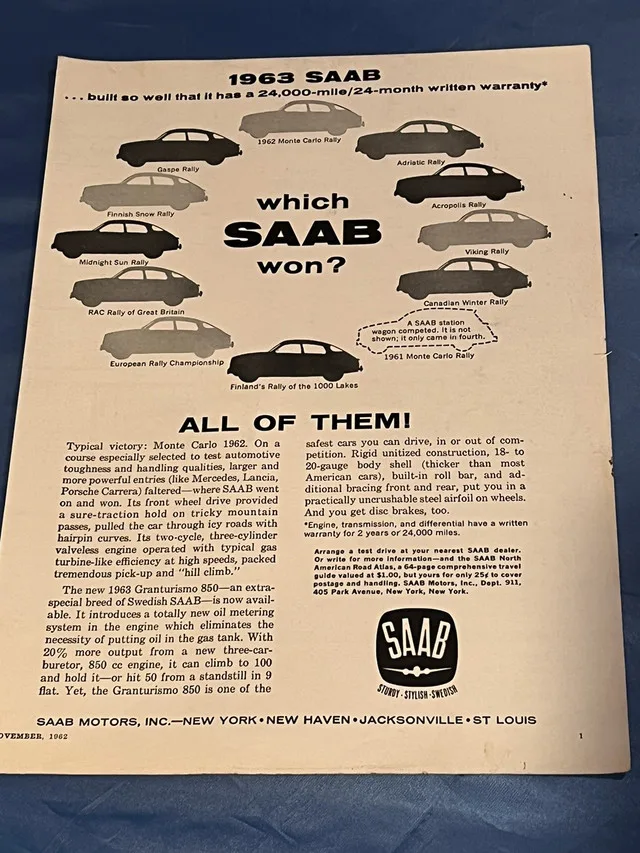 1963 SAAB
... built so well that it has a 24,000-mile/24-month written warranty*
1962 Monte Carlo Rally
Gaspe Rally
Adriatic Rally
Finnish Snow Rally
Acropolis Rally
which
SAAB
won?
Midnight Sun Rally
Viking Rally
RAC Rally of Great Britain
Canadian Winter Rally
A SAAB station
wagon competed. It is not
shown; it only came in fourth.
1961 Monte Carlo Rally
European Rally Championship
Finland's Rally of the 1000 Lakes
ALL OF THEM!
Typical victory: Monte Carlo 1962. On a
course especially selected to test automotive
toughness and handling qualities, larger and
more powerful entries (like Mercedes, Lancia,
Porsche Carrera) faltered—where SAAB went
on and won. Its front wheel drive provided
a sure-traction hold on tricky mountain
passes, pulled the car through icy roads with
hairpin curves. Its two-cycle, three-cylinder
valveless engine operated with typical gas
turbine-like efficiency at high speeds, packed
tremendous pick-up and "hill climb."
The new 1963 Granturismo 850—an extra-
special breed of Swedish SAAB—is now avail-
able. It introduces a totally new oil metering
system in the engine which eliminates the
necessity of putting oil in the gas tank. With
20% more output from a new three-car-
buretor, 850 cc engine, it can climb to 100
and hold it—or hit 50 from a standstill in 9
flat. Yet, the Granturismo 850 is one of the
safest cars you can drive, in or out of com-
petition. Rigid unitized construction, 18- to
20-gauge body shell (thicker than most
American cars), built-in roll bar, and ad-
ditional bracing front and rear, put you in a
practically uncrushable steel airfoil on wheels.
And you get disc brakes, too.
*Engine, transmission, and differential have a written
warranty for 2 years or 24,000 miles.
Arrange a test drive at your nearest SAAB dealer.
Or write for more information—and the SAAB North
American Road Atlas, a 64-page comprehensive travel
guide valued at $1.00, but yours for only 25¢ to cover
postage and handling. SAAB Motors, Inc., Dept. 911,
405 Park Avenue, New York, New York.
SAAB
STURDY · STYLISH · SWEDISH
SAAB MOTORS, INC.—NEW YORK • NEW HAVEN • JACKSONVILLE • ST LOUIS
OVEMBER, 1962
1